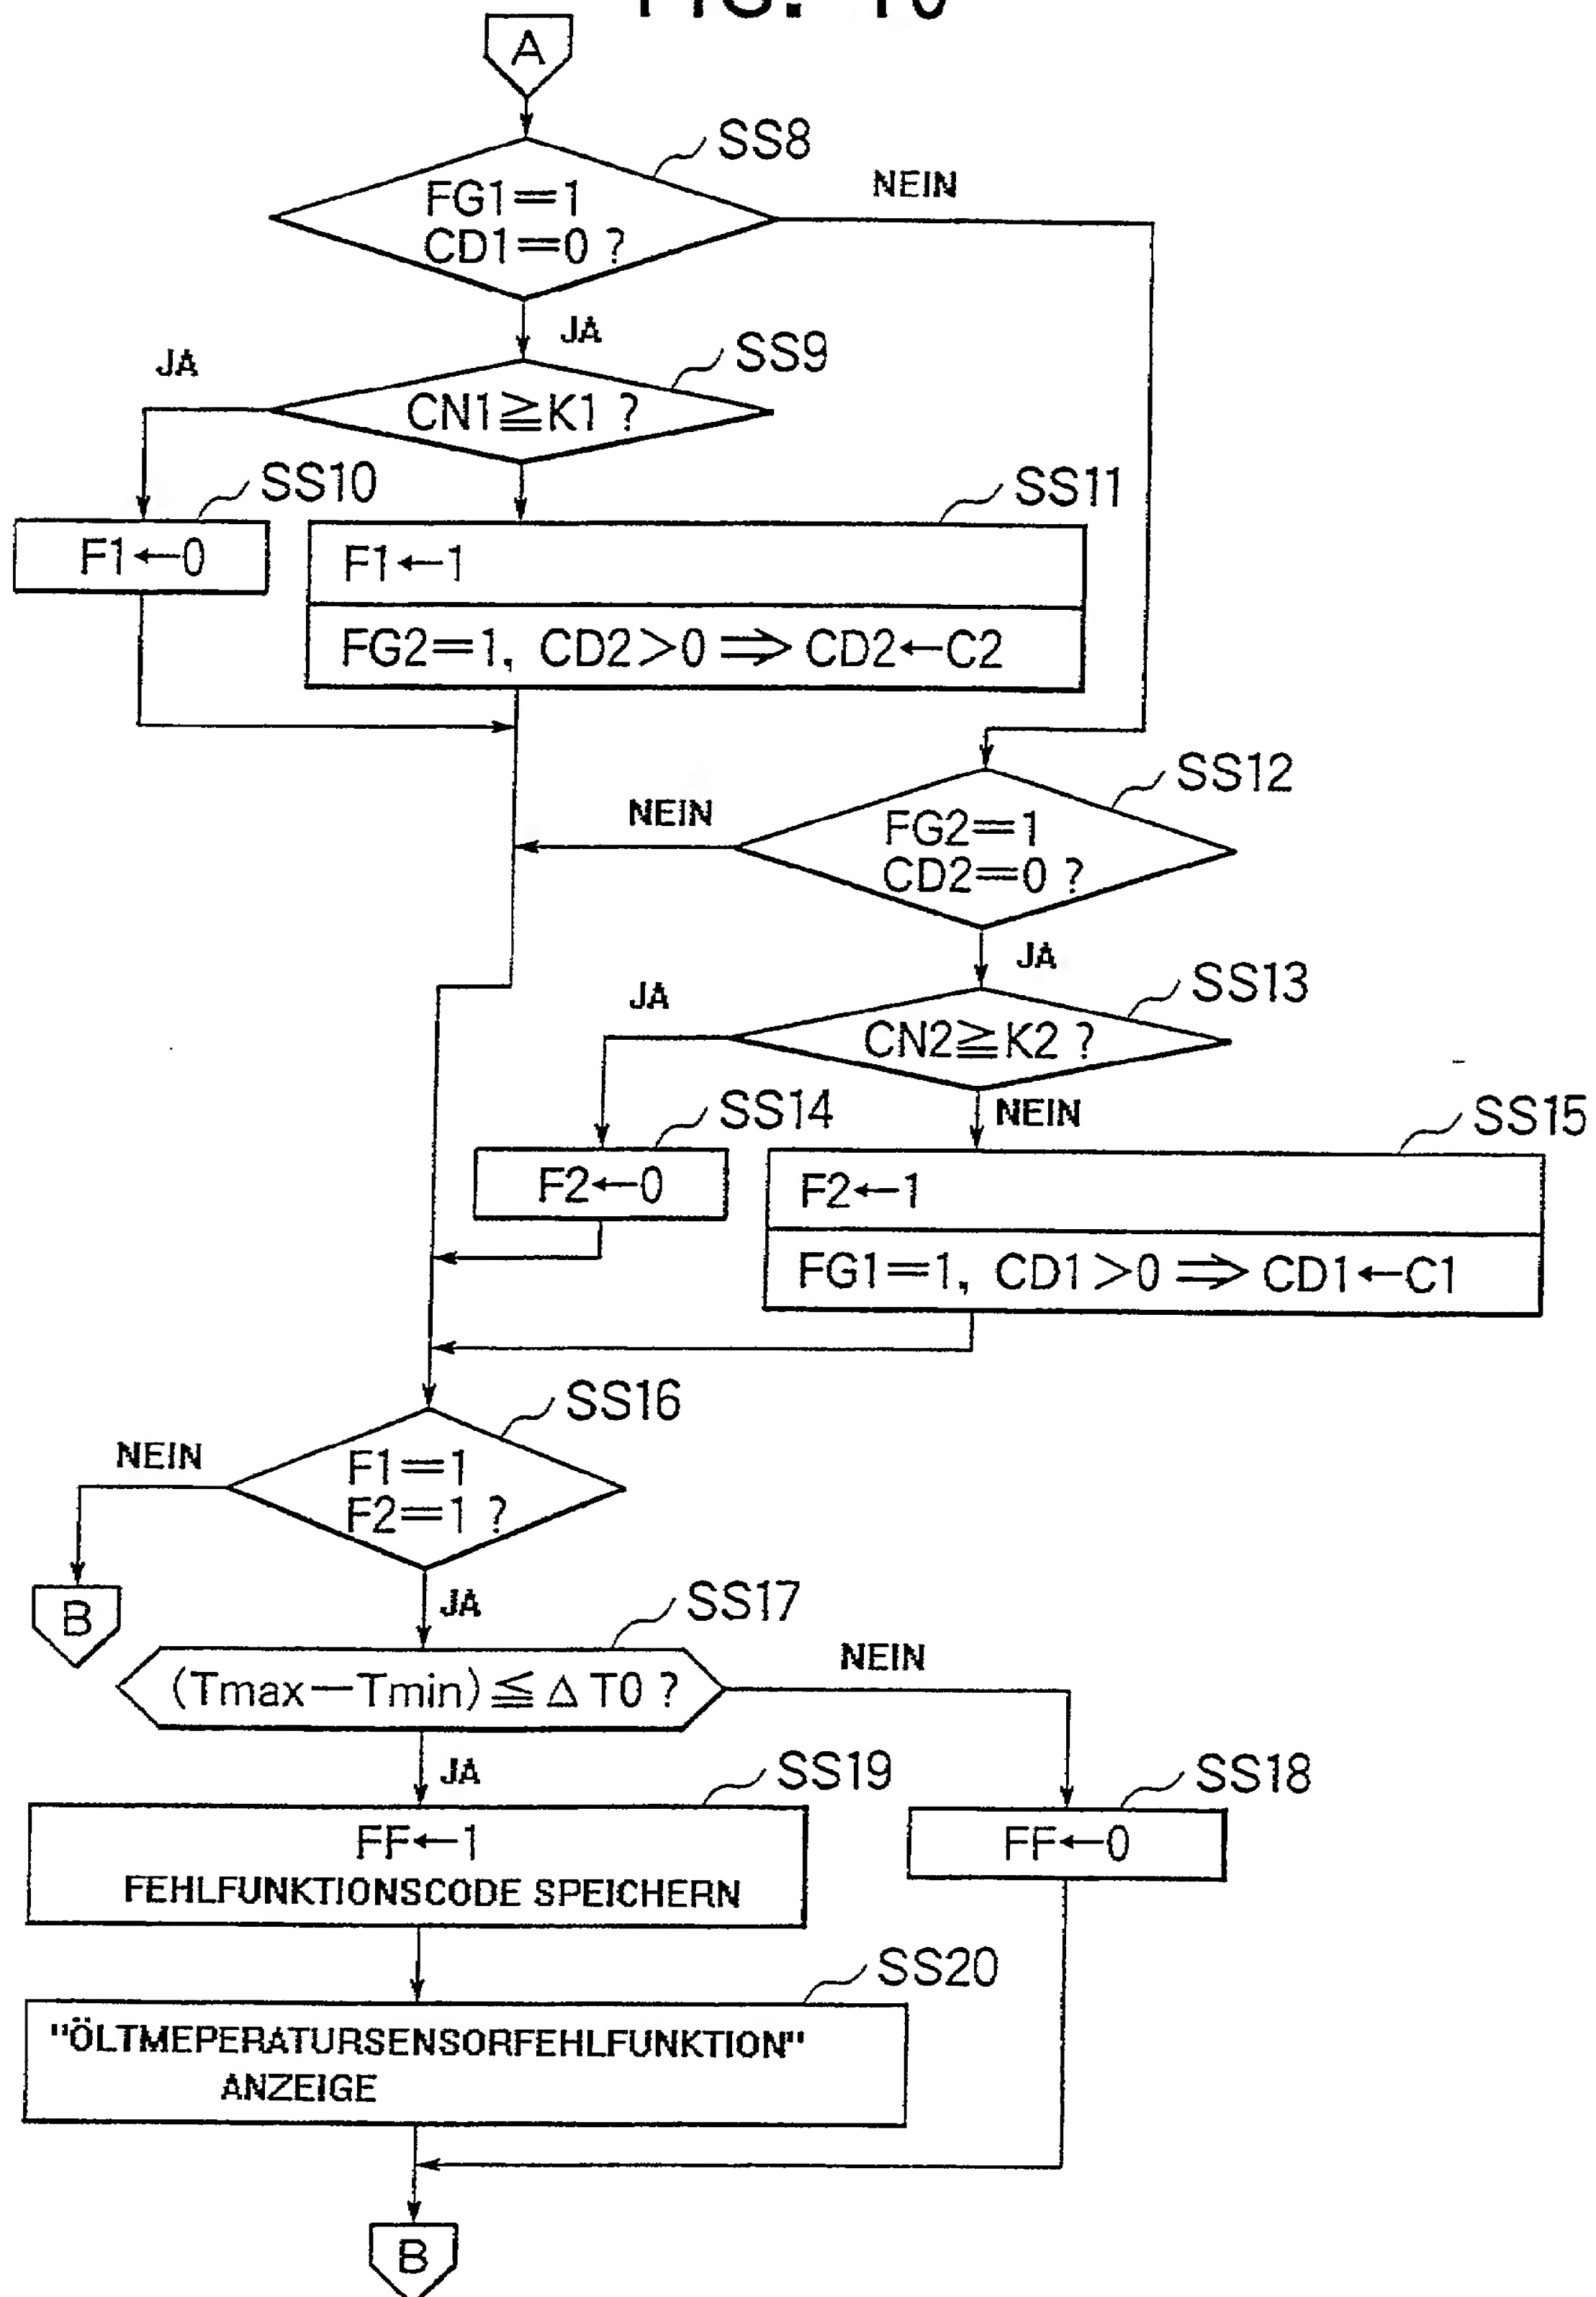 FIG. 10
A
SS8
FG1=1
CD1=0 ?
NEIN
JA
SS9
JA
CN1≧K1 ?
SS10
F1←0
SS11
F1←1
FG2=1, CD2>0 ⇒ CD2←C2
SS12
NEIN
FG2=1
CD2=0 ?
JA
SS13
JA
CN2≧K2 ?
SS14
NEIN
SS15
F2←0
F2←1
FG1=1, CD1>0 ⇒ CD1←C1
SS16
NEIN
F1=1
F2=1 ?
B
JA
SS17
NEIN
(Tmax−Tmin)≦ΔT0 ?
JA
SS19
SS18
FF←1
FEHLFUNKTIONSCODE SPEICHERN
FF←0
SS20
"ÖLTMEPERATURSENSORFEHLFUNKTION"
ANZEIGE
B